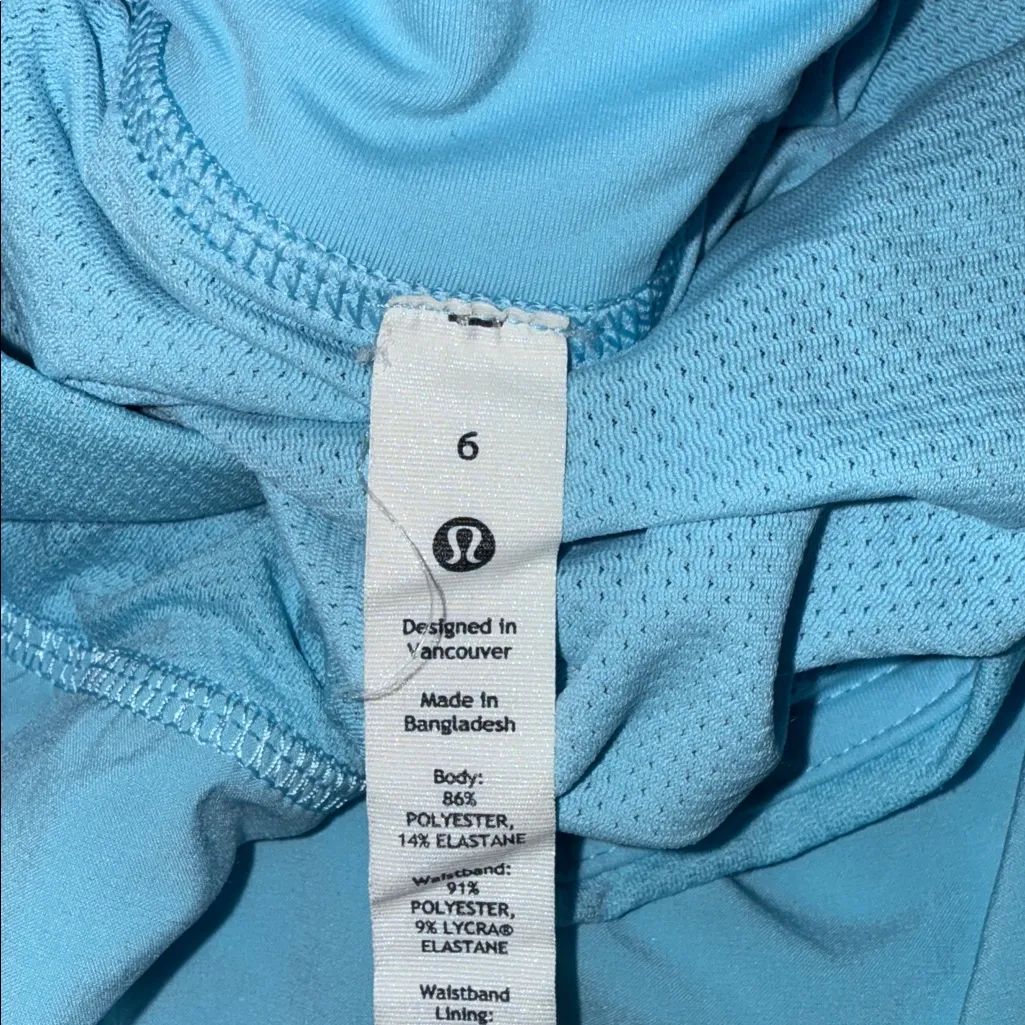 6
Designed in
Vancouver
Made in
Bangladesh
Body:
86%
POLYESTER,
14% ELASTANE
Waistband:
91%
POLYESTER,
9% LYCRA®
ELASTANE
Waistband
Lining: